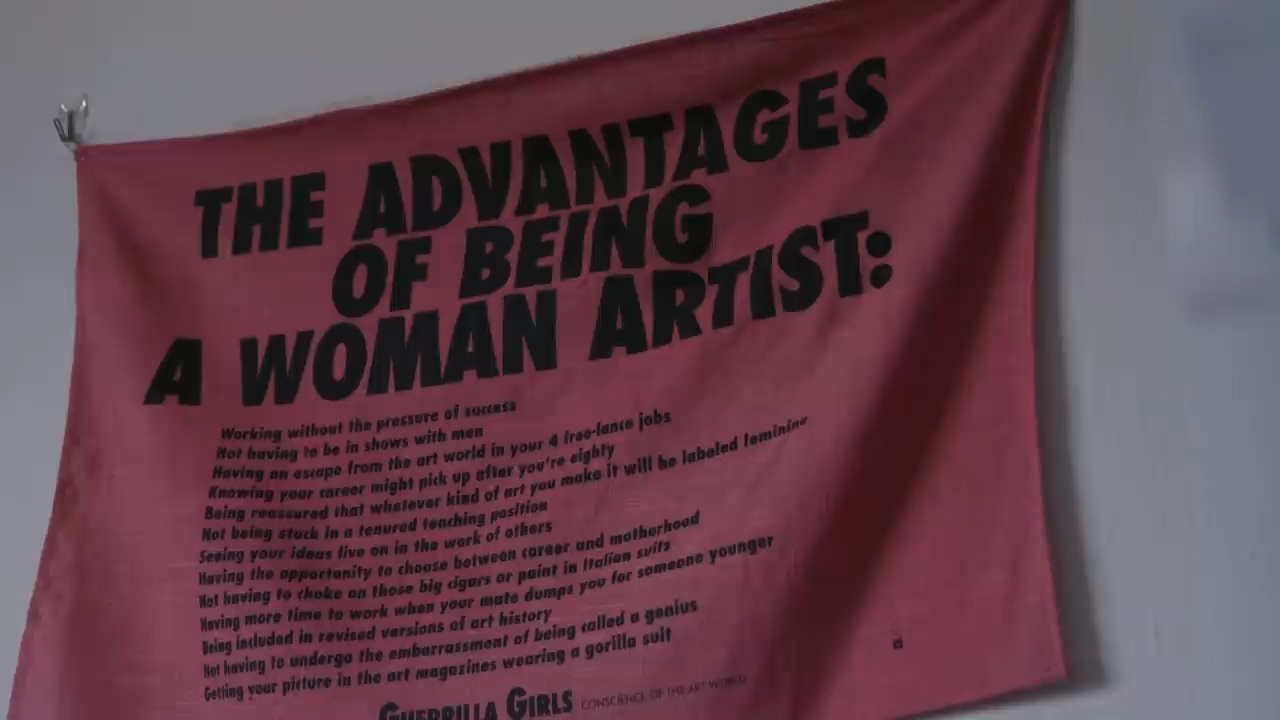 THE ADVANTAGES
OF BEING
A WOMAN ARTIST:
Working without the pressure of success
Not having to be in shows with men
Having an escape from the art world in your 4 free-lance jobs
Knowing your career might pick up after you're eighty
Being reassured that whatever kind of art you make it will be labeled feminine
Not being stuck in a tenured teaching position
Seeing your ideas live on in the work of others
Having the opportunity to choose between career and motherhood
Not having to choke on those big cigars or paint in Italian suits
Having more time to work when your mate dumps you for someone younger
Being included in revised versions of art history
Not having to undergo the embarrassment of being called a genius
Getting your picture in the art magazines wearing a gorilla suit
GUERRILLA GIRLS CONSCIENCE OF THE ART WORLD